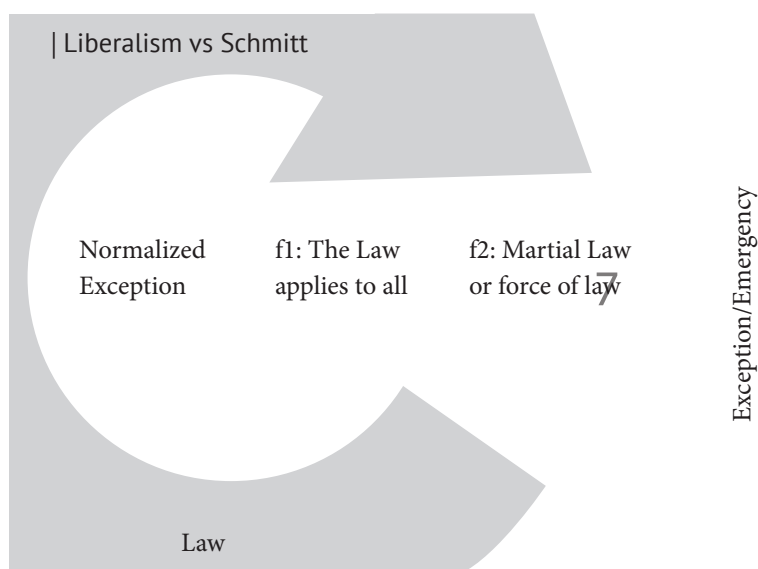 | Liberalism vs Schmitt
Normalized
Exception
f1: The Law
applies to all
f2: Martial Law
or force of law
7
Exception/Emergency
Law